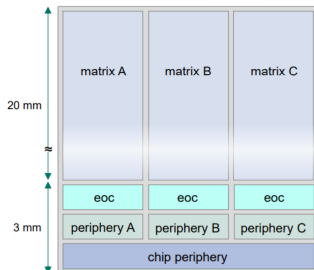 matrix A matrix B matrix C
20 mm
≈
eoc eoc eoc
3 mm periphery A periphery B periphery C
chip periphery